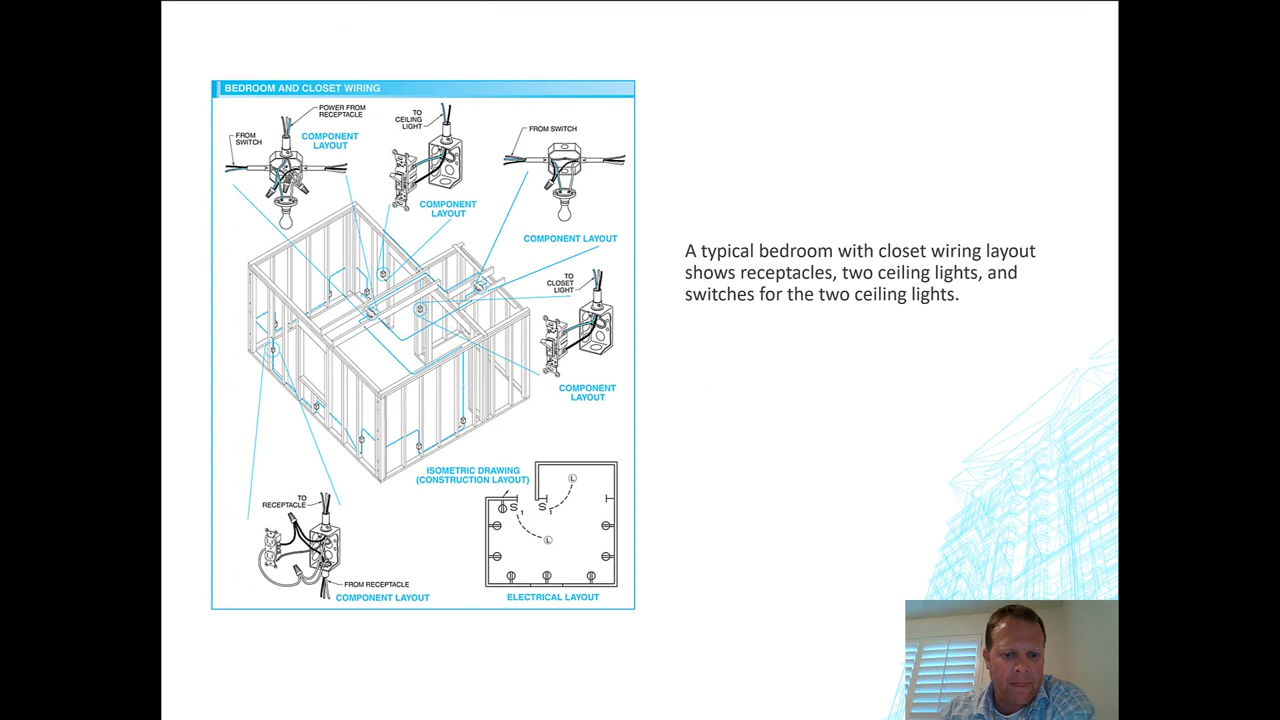 BEDROOM AND CLOSET WIRING
POWER FROM
RECEPTACLE
FROM
SWITCH
COMPONENT
LAYOUT
TO
CEILING
LIGHT
COMPONENT
LAYOUT
FROM SWITCH
COMPONENT LAYOUT
TO
CLOSET
LIGHT
COMPONENT
LAYOUT
A typical bedroom with closet wiring layout
shows receptacles, two ceiling lights, and
switches for the two ceiling lights.
ISOMETRIC DRAWING
(CONSTRUCTION LAYOUT)
TO
RECEPTACLE
FROM RECEPTACLE
COMPONENT LAYOUT
L
S1
S1
L
ELECTRICAL LAYOUT